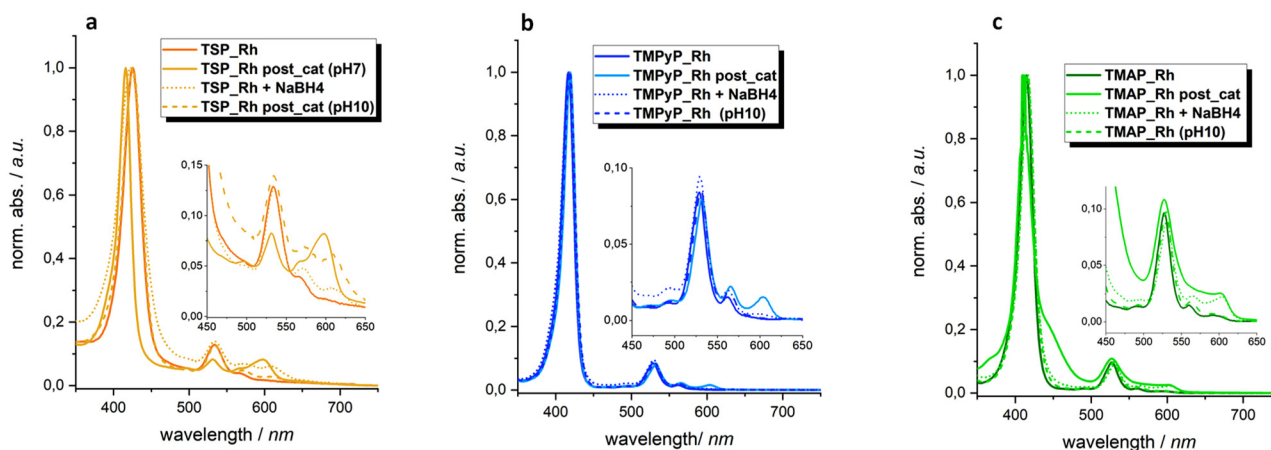 a
TSP_Rh
TSP_Rh post_cat (pH7)
TSP_Rh + NaBH4
TSP_Rh post_cat (pH10)
norm. abs. / a.u.
1,0
0,8
0,6
0,4
0,2
0,0
400 500 600 700
wavelength / nm
0,15
0,10
0,05
0,00
450 500 550 600 650
b
TMPyP_Rh
TMPyP_Rh post_cat
TMPyP_Rh + NaBH4
TMPyP_Rh (pH10)
norm. abs. / a.u.
1,0
0,8
0,6
0,4
0,2
0,0
400 500 600 700
wavelength/ nm
0,10
0,05
0,00
450 500 550 600 650
c
TMAP_Rh
TMAP_Rh post_cat
TMAP_Rh + NaBH4
TMAP_Rh (pH10)
norm. abs. / a.u.
1,0
0,8
0,6
0,4
0,2
0,0
400 500 600 700
wavelength / nm
0,10
0,05
0,00
450 500 550 600 650